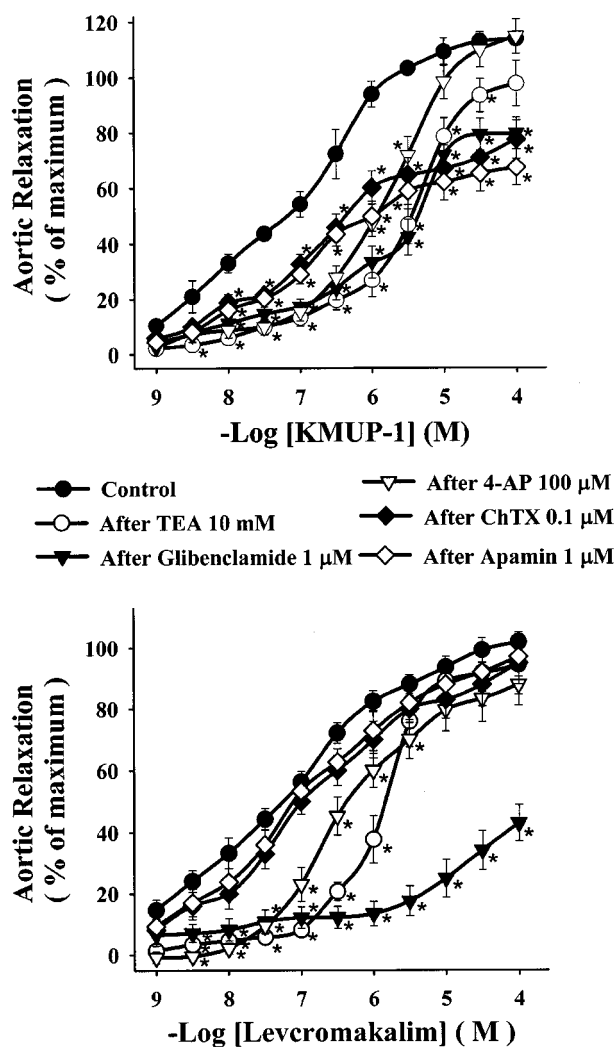 120
100
80
60
40
20
0
Aortic Relaxation
( % of maximum )
9 8 7 6 5 4
-Log [KMUP-1] (M)
Control
After TEA 10 mM
After Glibenclamide 1 μM
After 4-AP 100 μM
After ChTX 0.1 μM
After Apamin 1 μM
100
80
60
40
20
0
Aortic Relaxation
( % of maximum )
9 8 7 6 5 4
-Log [Levcromakalim] ( M )